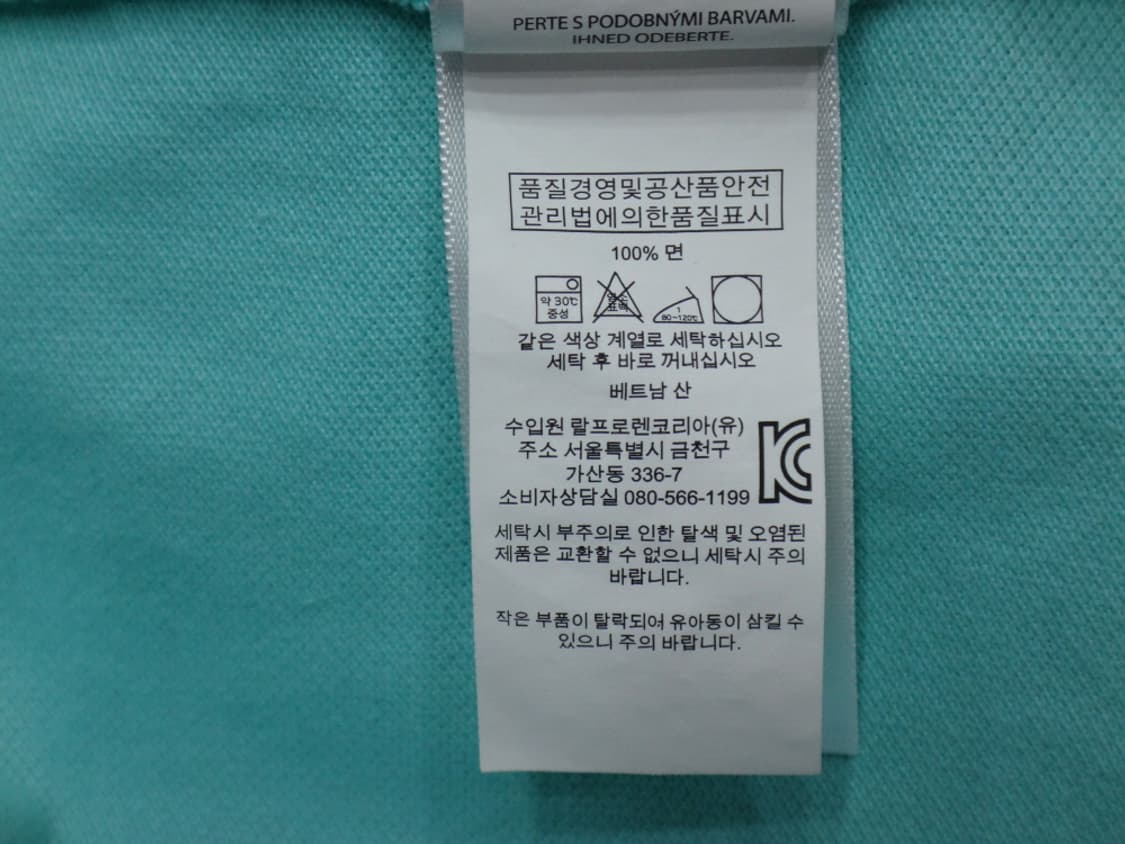 PERTE S PODOBNÝMI BARVAMI.
IHNED ODEBERTE.
품질경영및공산품안전
관리법에의한품질표시
100% 면
약 30℃
중성
염소
표백
1
80~120℃
같은 색상 계열로 세탁하십시오
세탁 후 바로 꺼내십시오
베트남 산
수입원 랄프로렌코리아(유)
주소 서울특별시 금천구
가산동 336-7
소비자상담실 080-566-1199
세탁시 부주의로 인한 탈색 및 오염된
제품은 교환할 수 없으니 세탁시 주의
바랍니다.
작은 부품이 탈락되어 유아동이 삼킬 수
있으니 주의 바랍니다.